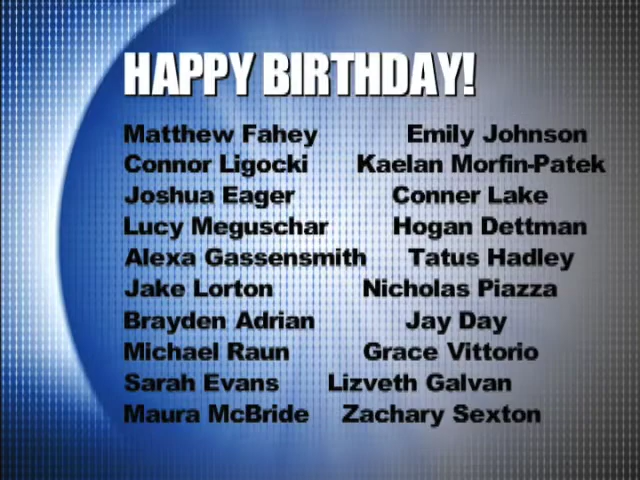 HAPPY BIRTHDAY!
Matthew Fahey Emily Johnson
Connor Ligocki Kaelan Morfin-Patek
Joshua Eager Conner Lake
Lucy Meguschar Hogan Dettman
Alexa Gassensmith Tatus Hadley
Jake Lorton Nicholas Piazza
Brayden Adrian Jay Day
Michael Raun Grace Vittorio
Sarah Evans Lizveth Galvan
Maura McBride Zachary Sexton